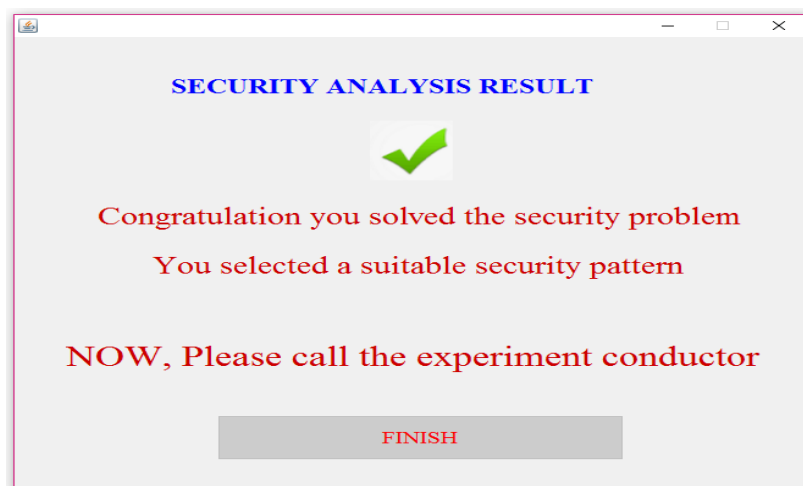 SECURITY ANALYSIS RESULT
Congratulation you solved the security problem
You selected a suitable security pattern
NOW, Please call the experiment conductor
FINISH